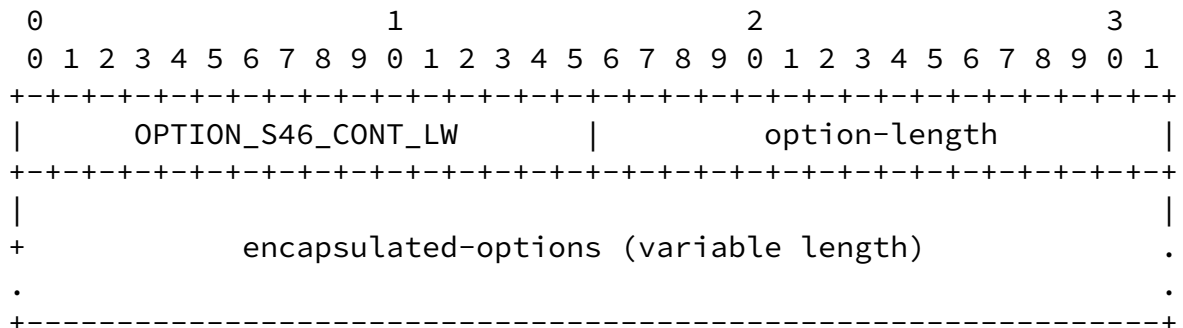 0                   1                   2                   3
 0 1 2 3 4 5 6 7 8 9 0 1 2 3 4 5 6 7 8 9 0 1 2 3 4 5 6 7 8 9 0 1
+-+-+-+-+-+-+-+-+-+-+-+-+-+-+-+-+-+-+-+-+-+-+-+-+-+-+-+-+-+-+-+-+
|      OPTION_S46_CONT_LW       |         option-length         |
+-+-+-+-+-+-+-+-+-+-+-+-+-+-+-+-+-+-+-+-+-+-+-+-+-+-+-+-+-+-+-+-+
|                                                               |
+            encapsulated-options (variable length)             .
.                                                               .
+---------------------------------------------------------------+